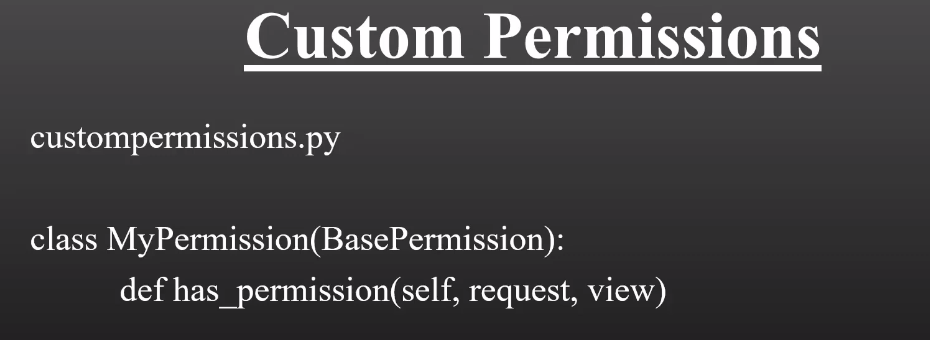 Custom Permissions
custompermissions.py
class MyPermission(BasePermission):
def has_permission(self, request, view)